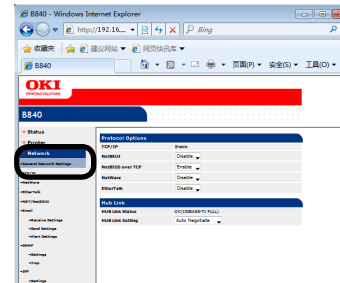 B840 - Windows Internet Explorer
http://192.16...
Bing
收藏夹
建议网站
网页快讯库
B840
页面(P)
安全(S)
工具(O)
OKI
PRINTING SOLUTIONS
B840
Status
Printer
Network
General Network Settings
TCP/IP
NetWare
EtherTalk
NBT/NetBEUI
Email
Receive Settings
Send Settings
Alert Settings
SNMP
Settings
Trap
IPP
Settings
Protocol Options
TCP/IP Enable
NetBEUI Disable
NetBIOS over TCP Enable
NetWare Disable
EtherTalk Disable
Hub Link
HUB Link Status OK(100BASE-TX FULL)
HUB Link Setting Auto Negotiate